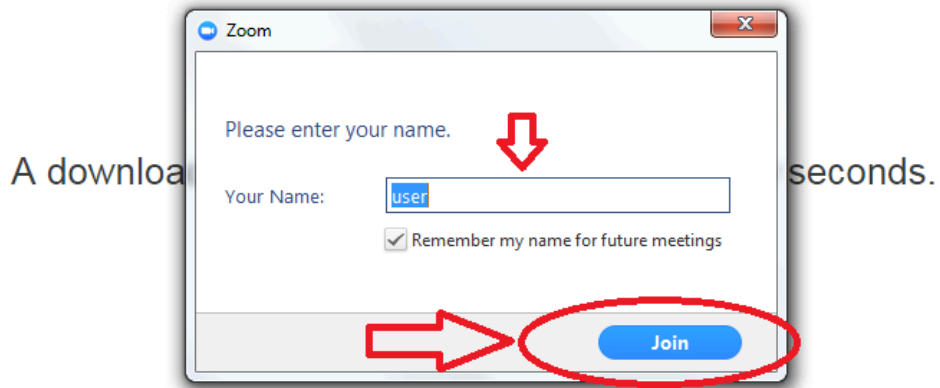 Zoom
Please enter your name.
A downloa seconds.
Your Name: user
Remember my name for future meetings
Join